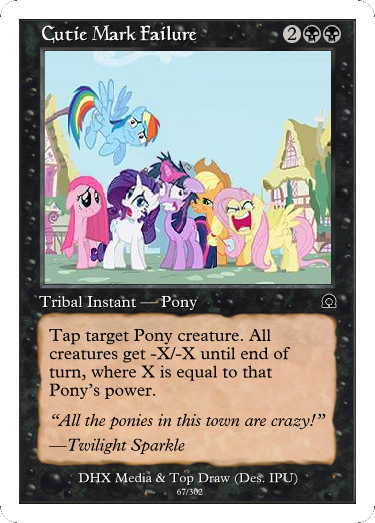 Cutie Mark Failure 2
Tribal Instant — Pony
Tap target Pony creature. All
creatures get -X/-X until end of
turn, where X is equal to that
Pony's power.
“All the ponies in this town are crazy!”
—Twilight Sparkle
DHX Media & Top Draw (Des. IPU)
67/302